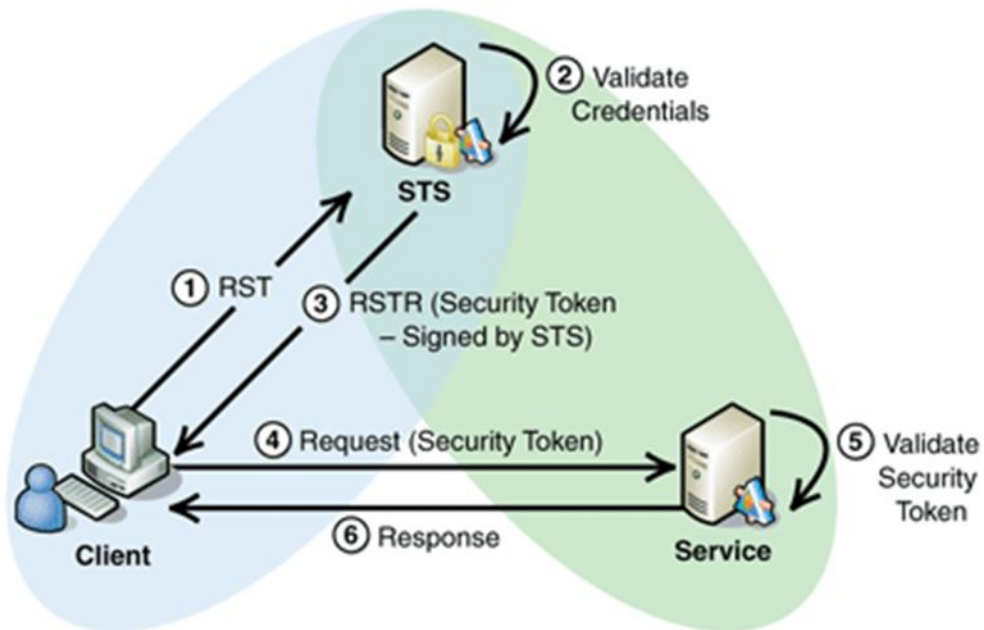 ② Validate
Credentials
STS
① RST
③ RSTR (Security Token
– Signed by STS)
④ Request (Security Token)
⑤ Validate
Security
Token
⑥ Response
Client
Service